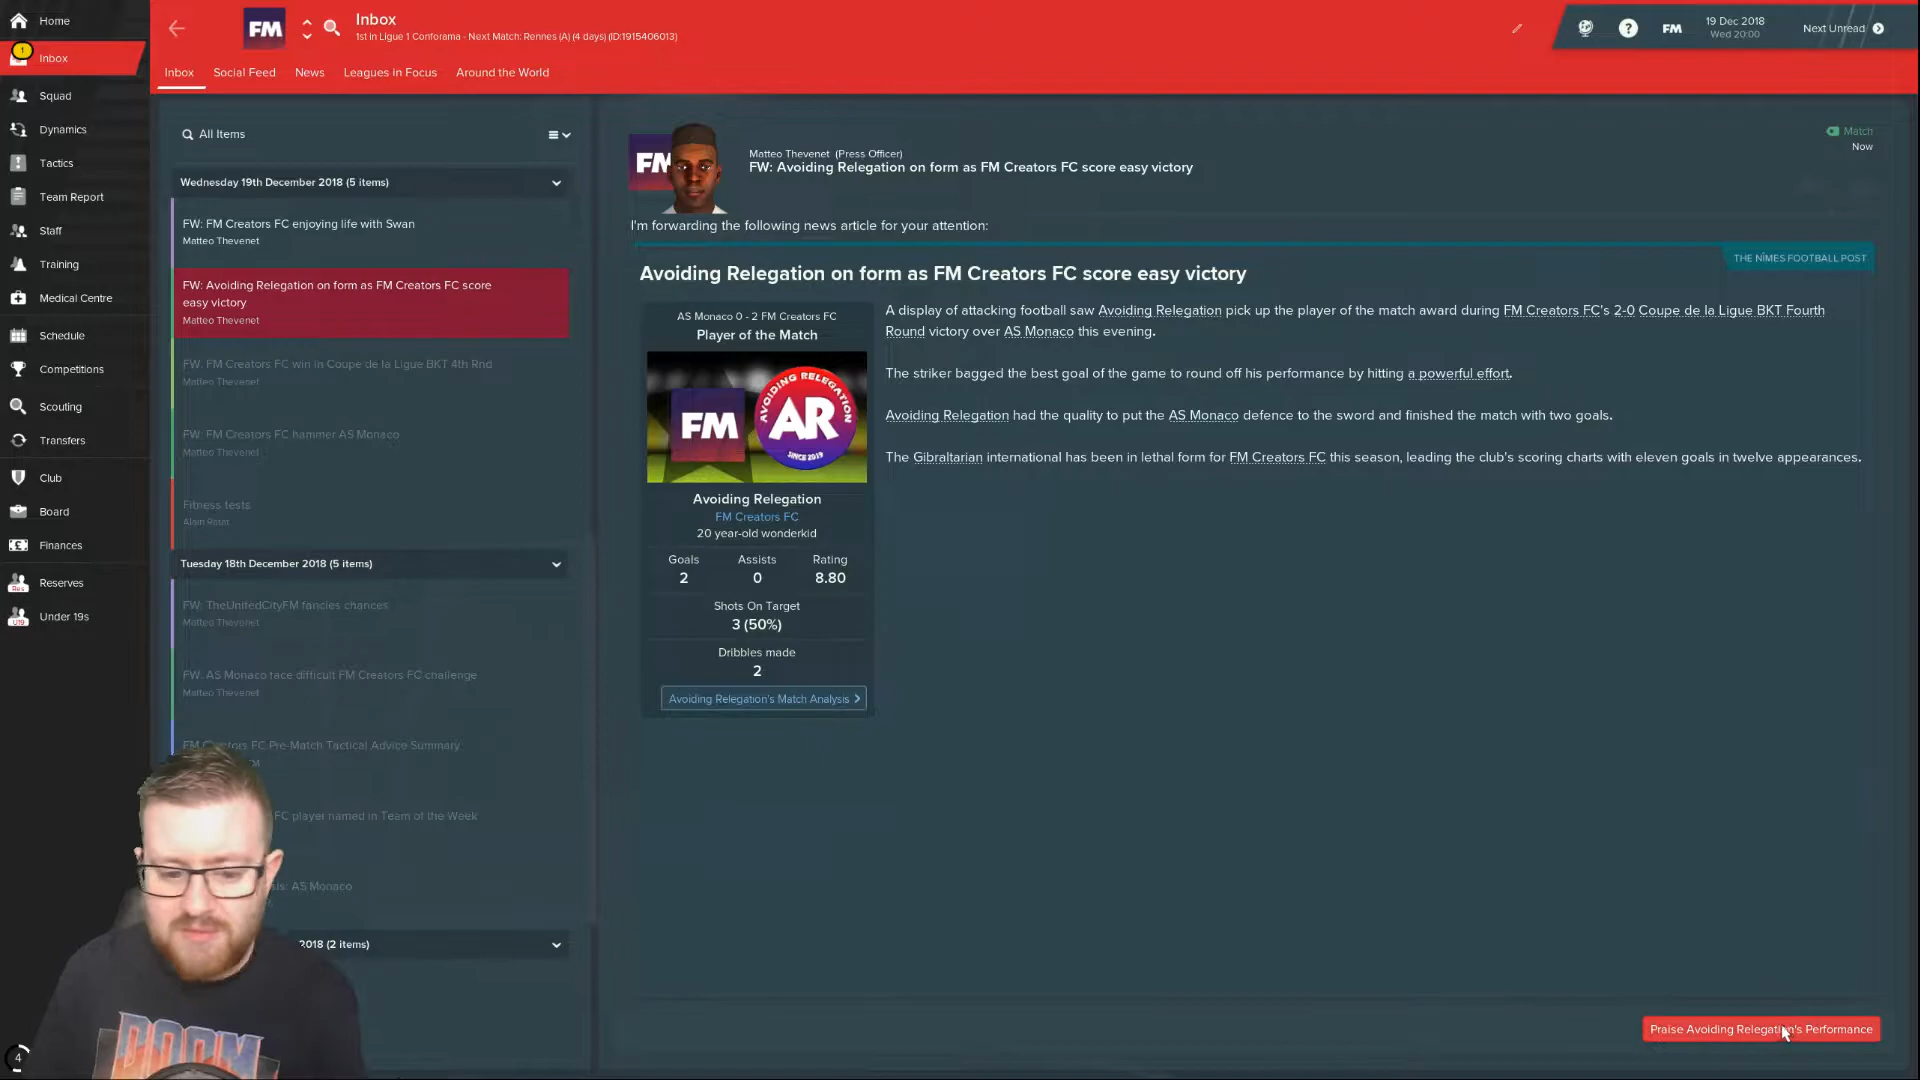 Home
1
Inbox
Squad
Dynamics
Tactics
Team Report
Staff
Training
Medical Centre
Schedule
Competitions
Scouting
Transfers
Club
Board
Finances
Reserves
Under 19s
4
FM
Inbox
1st in Ligue 1 Conforama - Next Match: Rennes (A) (4 days) (ID:1915406013)
FM
19 Dec 2018
Wed 20:00
Next Unread
Inbox Social Feed News Leagues in Focus Around the World
All Items
Wednesday 19th December 2018 (5 items)
FW: FM Creators FC enjoying life with Swan
Matteo Thevenet
FW: Avoiding Relegation on form as FM Creators FC score
easy victory
Matteo Thevenet
FW: FM Creators FC win in Coupe de la Ligue BKT 4th Rnd
Matteo Thevenet
FW: FM Creators FC hammer AS Monaco
Matteo Thevenet
Fitness tests
Tuesday 18th December 2018 (5 items)
FW: TheUnitedCityFM fancies chances
Matteo Thevenet
FW: AS Monaco face difficult FM Creators FC challenge
Matteo Thevenet
FC Pre-Match Tactical Advice Summary
FC player named in Team of the Week
AS Monaco
2018 (2 items)
DOOM
Matteo Thevenet (Press Officer)
FW: Avoiding Relegation on form as FM Creators FC score easy victory
Match
Now
I'm forwarding the following news article for your attention:
THE NÎMES FOOTBALL POST
Avoiding Relegation on form as FM Creators FC score easy victory
AS Monaco 0 - 2 FM Creators FC
Player of the Match
FM
AVOIDING RELEGATION
AR
SINCE 2019
Avoiding Relegation
FM Creators FC
20 year-old wonderkid
Goals Assists Rating
2 0 8.80
Shots On Target
3 (50%)
Dribbles made
2
Avoiding Relegation's Match Analysis
A display of attacking football saw Avoiding Relegation pick up the player of the match award during FM Creators FC's 2-0 Coupe de la Ligue BKT Fourth
Round victory over AS Monaco this evening.
The striker bagged the best goal of the game to round off his performance by hitting a powerful effort.
Avoiding Relegation had the quality to put the AS Monaco defence to the sword and finished the match with two goals.
The Gibraltarian international has been in lethal form for FM Creators FC this season, leading the club's scoring charts with eleven goals in twelve appearances.
Praise Avoiding Relegation's Performance